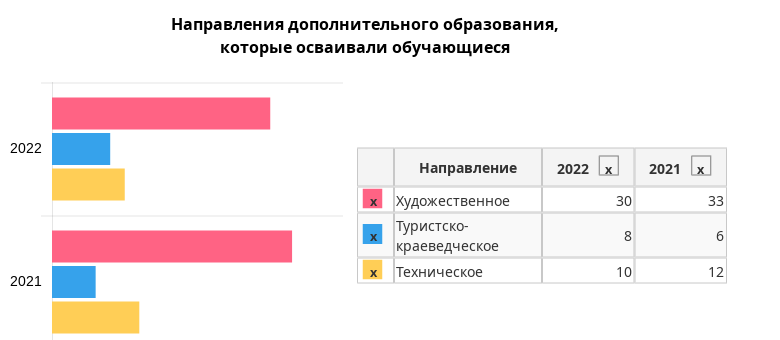 Направления дополнительного образования,
которые осваивали обучающиеся
2022
2021
Направление 2022 x 2021 x
x Художественное 30 33
x Туристско-
краеведческое 8 6
x Техническое 10 12